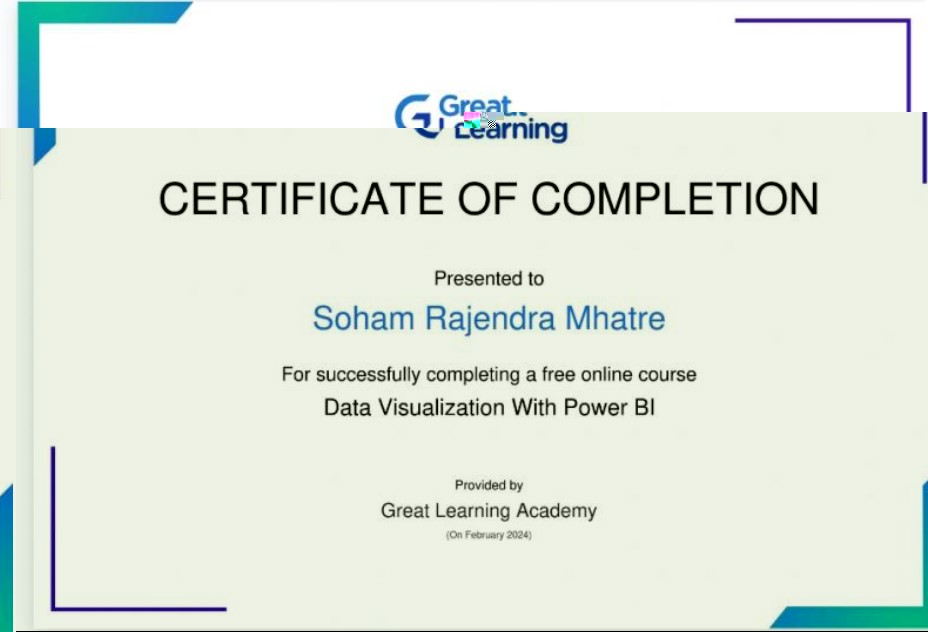 Great
Learning
CERTIFICATE OF COMPLETION
Presented to
Soham Rajendra Mhatre
For successfully completing a free online course
Data Visualization With Power BI
Provided by
Great Learning Academy
(On February 2024)